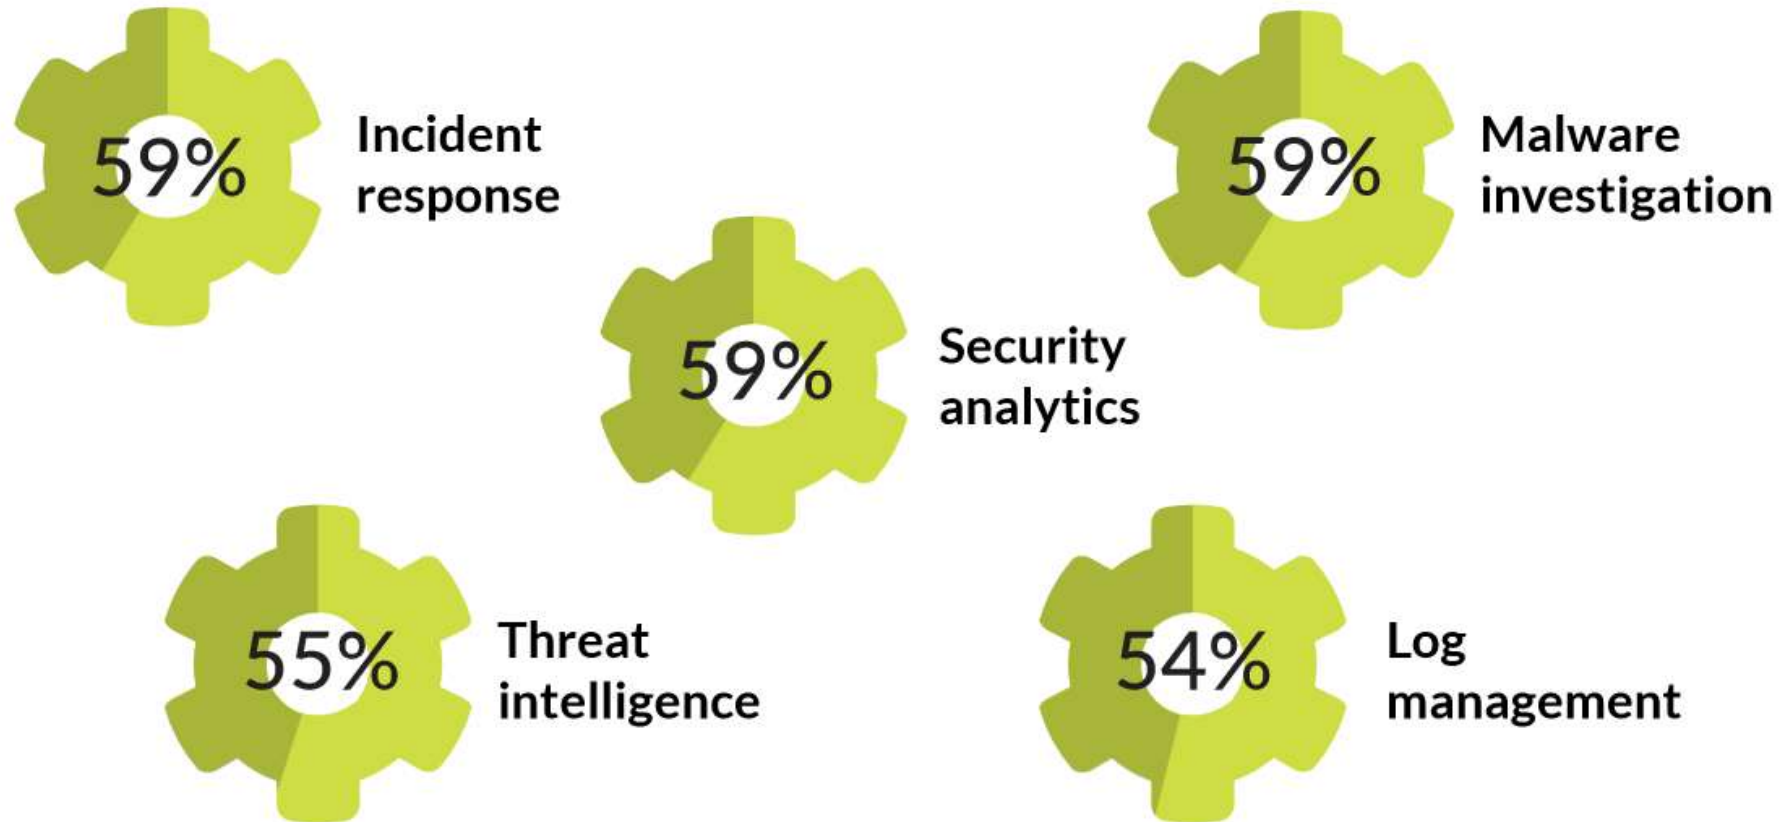 59%
Incident
response
59%
Malware
investigation
59%
Security
analytics
55%
Threat
intelligence
54%
Log
management